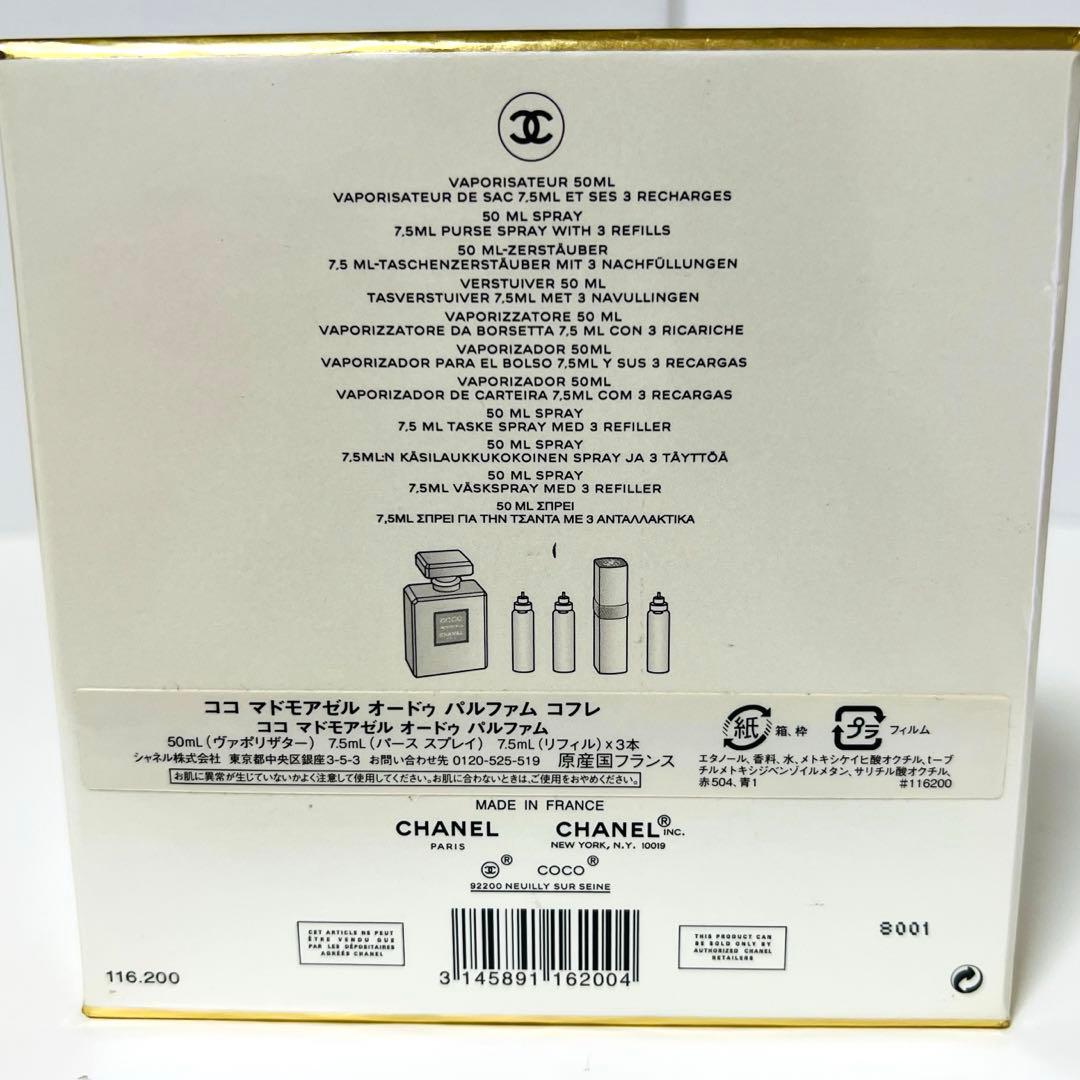 VAPORISATEUR 50ML
VAPORISATEUR DE SAC 7,5ML ET SES 3 RECHARGES
50 ML SPRAY
7,5ML PURSE SPRAY WITH 3 REFILLS
50 ML-ZERSTÄUBER
7,5 ML-TASCHENZERSTÄUBER MIT 3 NACHFÜLLUNGEN
VERSTUIVER 50 ML
TASVERSTUIVER 7,5ML MET 3 NAVULLINGEN
VAPORIZZATORE 50 ML
VAPORIZZATORE DA BORSETTA 7,5 ML CON 3 RICARICHE
VAPORIZADOR 50ML
VAPORIZADOR PARA EL BOLSO 7,5ML Y SUS 3 RECARGAS
VAPORIZADOR 50ML
VAPORIZADOR DE CARTEIRA 7,5ML COM 3 RECARGAS
50 ML SPRAY
7,5 ML TASKE SPRAY MED 3 REFILLER
50 ML SPRAY
7,5ML:N KÄSILAUKKUKOKOINEN SPRAY JA 3 TÄYTTÖÄ
50 ML SPRAY
7,5ML VÄSKSPRAY MED 3 REFILLER
50 ML ΣΠΡΕΙ
7,5ML ΣΠΡΕΙ ΓΙΑ ΤΗΝ ΤΣΑΝΤΑ ΜΕ 3 ΑΝΤΑΛΛΑΚΤΙΚΑ
COCO
CHANEL
ココ マドモアゼル オードゥ パルファム コフレ
ココ マドモアゼル オードゥ パルファム
50mL(ヴァポリザター) 7.5mL(パース スプレイ) 7.5mL(リフィル)x3本
シャネル株式会社 東京都中央区銀座3-5-3 お問い合わせ先 0120-525-519 原産国フランス
お肌に異常が生じていないかよく注意して使用してください。お肌に合わないときは、ご使用をおやめください。
紙 箱、枠 プラ フィルム
エタノール、香料、水、メトキシケイヒ酸オクチル、t-ブ
チルメトキシジベンゾイルメタン、サリチル酸オクチル、
赤504、青1 #116200
MADE IN FRANCE
CHANEL CHANEL® INC.
PARIS NEW YORK, N.Y. 10019
® COCO®
92200 NEUILLY SUR SEINE
CET ARTICLE NE PEUT
ÊTRE VENDU QUE
PAR LES DÉPOSITAIRES
AGRÉÉS CHANEL
THIS PRODUCT CAN
BE SOLD ONLY BY
AUTHORIZED CHANEL
RETAILERS
8001
116.200
3 145891 162004